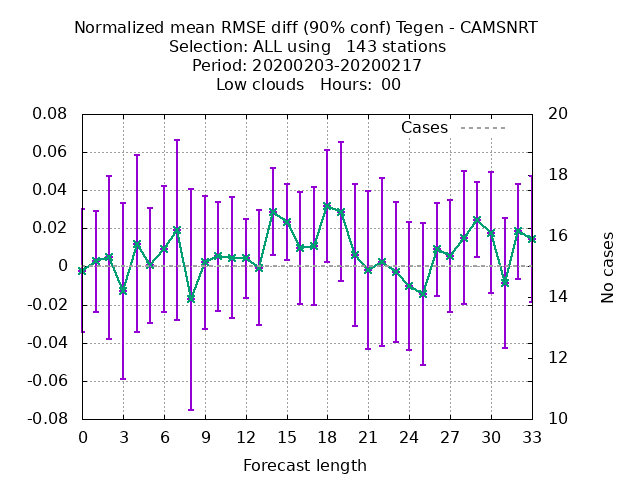 Normalized mean RMSE diff (90% conf) Tegen - CAMSNRT
Selection: ALL using   143 stations
Period: 20200203-20200217
Low clouds   Hours:  00
0.08
0.06
0.04
0.02
0
-0.02
-0.04
-0.06
-0.08
Cases
20
18
16
14
12
10
No cases
0 3 6 9 12 15 18 21 24 27 30 33
Forecast length